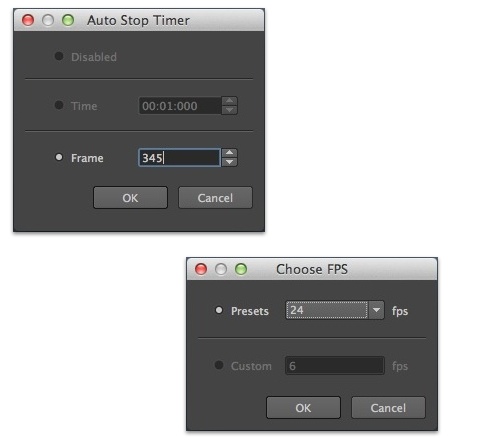 Auto Stop Timer
Disabled
Time 00:01:000
Frame 345
OK Cancel
Choose FPS
Presets 24 fps
Custom 6 fps
OK Cancel